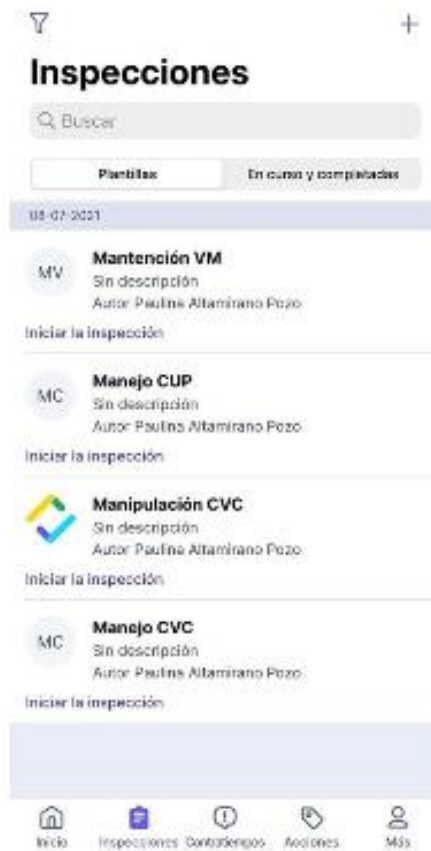 Inspecciones
Buscar
Plantillas
En curso y completadas
08-07-2021
MV
Mantención VM
Sin descripción
Autor Paulina Altamirano Pozo
Iniciar la inspección
MC
Manejo CUP
Sin descripción
Autor Paulina Altamirano Pozo
Iniciar la inspección
Manipulación CVC
Sin descripción
Autor Paulina Altamirano Pozo
Iniciar la inspección
MC
Manejo CVC
Sin descripción
Autor Paulina Altamirano Pozo
Iniciar la inspección
Inicio
Inspecciones
Contratiempos
Acciones
Más